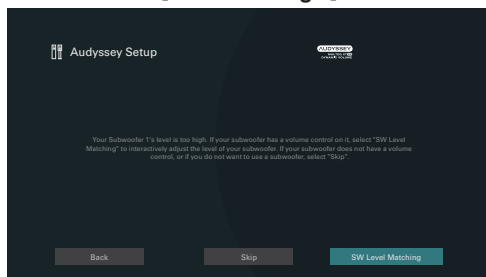 Audyssey Setup
AUDYSSEY
DYNAMIC VOLUME
Your Subwoofer 1's level is too high. If your subwoofer has a volume control on it, select "SW Level
Matching" to interactively adjust the level of your subwoofer. If your subwoofer does not have a volume
control, or if you do not want to use a subwoofer, select "Skip".
Back
Skip
SW Level Matching